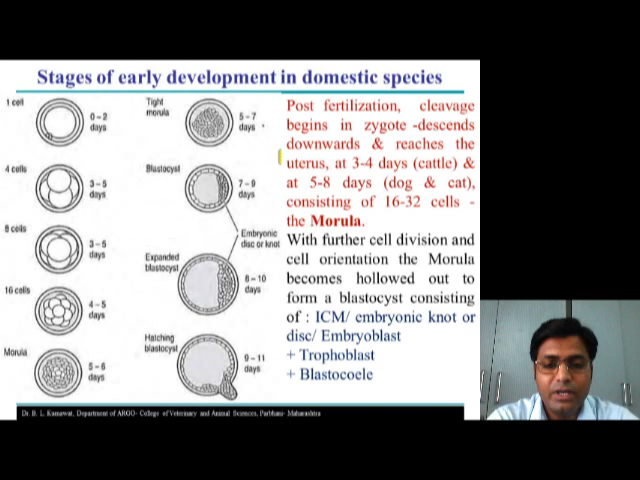 Stages of early development in domestic species
1 cell
0 – 2
days
4 cells
3 – 5
days
8 cells
3 – 5
days
16 cells
4 – 5
days
Morula
5 – 6
days
Tight
morula
5 – 7
days
Blastocyst
7 – 9
days
Embryonic
disc or knot
Expanded
blastocyst
8 – 10
days
Hatching
blastocyst
9 – 11
days
Post fertilization, cleavage
begins in zygote -descends
downwards & reaches the
uterus, at 3-4 days (cattle) &
at 5-8 days (dog & cat),
consisting of 16-32 cells -
the Morula.
With further cell division and
cell orientation the Morula
becomes hollowed out to
form a blastocyst consisting
of : ICM/ embryonic knot or
disc/ Embryoblast
+ Trophoblast
+ Blastocoele
Dr. B. L. Kumawat, Department of ARGO- College of Veterinary and Animal Sciences, Parbhani- Maharashtra